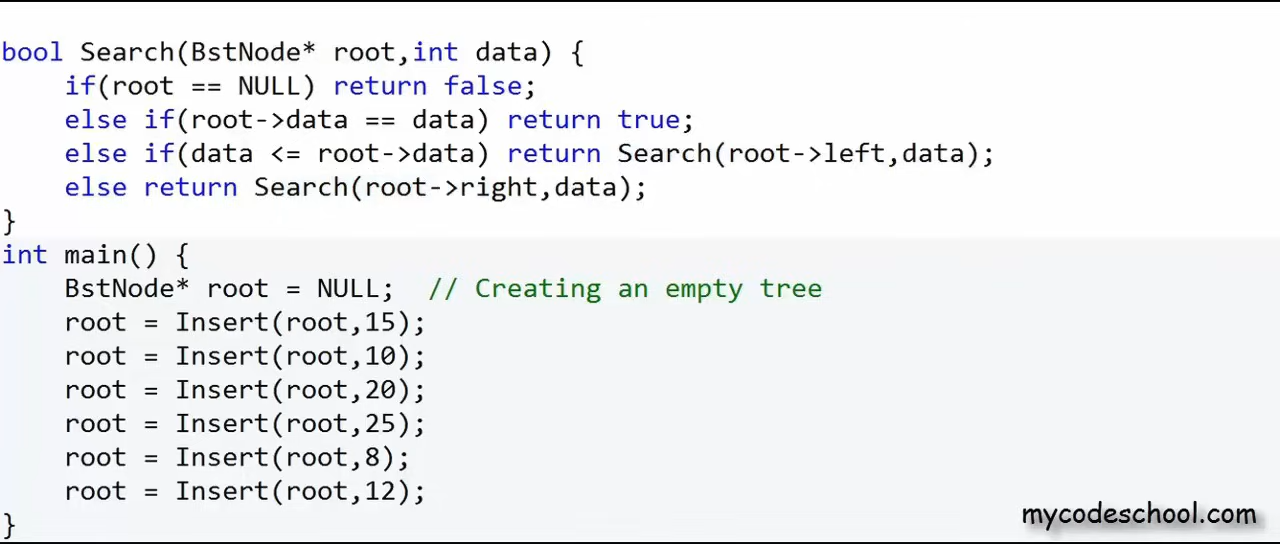 bool Search(BstNode* root,int data) {
    if(root == NULL) return false;
    else if(root->data == data) return true;
    else if(data <= root->data) return Search(root->left,data);
    else return Search(root->right,data);
}
int main() {
    BstNode* root = NULL;  // Creating an empty tree
    root = Insert(root,15);
    root = Insert(root,10);
    root = Insert(root,20);
    root = Insert(root,25);
    root = Insert(root,8);
    root = Insert(root,12);
}
mycodeschool.com